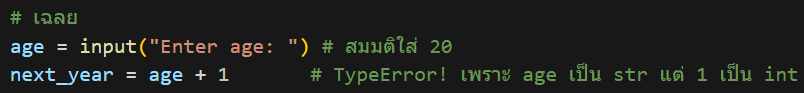 # เฉลย
age = input("Enter age: ") # สมมติใส่ 20
next_year = age + 1 # TypeError! เพราะ age เป็น str แต่ 1 เป็น int